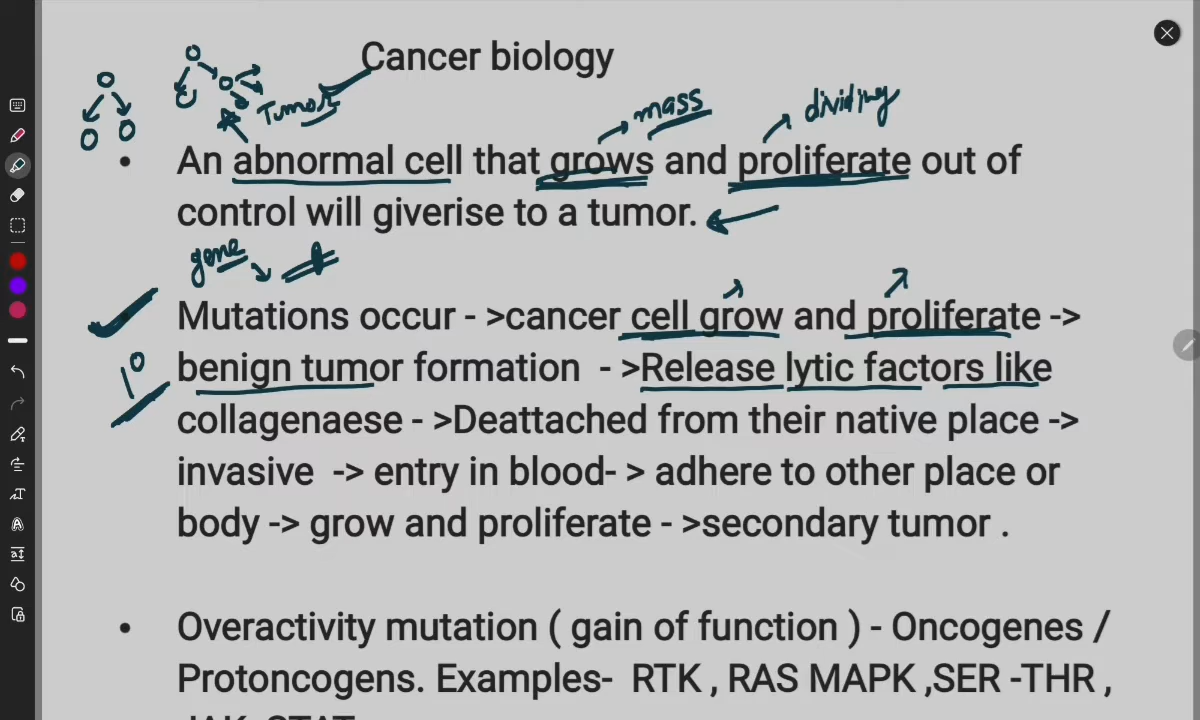 Cancer biology
Tumor
mass
dividing
• An abnormal cell that grows and proliferate out of
control will giverise to a tumor.
gene
Mutations occur - >cancer cell grow and proliferate ->
1°
benign tumor formation - >Release lytic factors like
collagenaese - >Deattached from their native place ->
invasive -> entry in blood- > adhere to other place or
body -> grow and proliferate - >secondary tumor .
• Overactivity mutation ( gain of function ) - Oncogenes /
Protoncogens. Examples- RTK , RAS MAPK ,SER -THR ,
JAK STAT